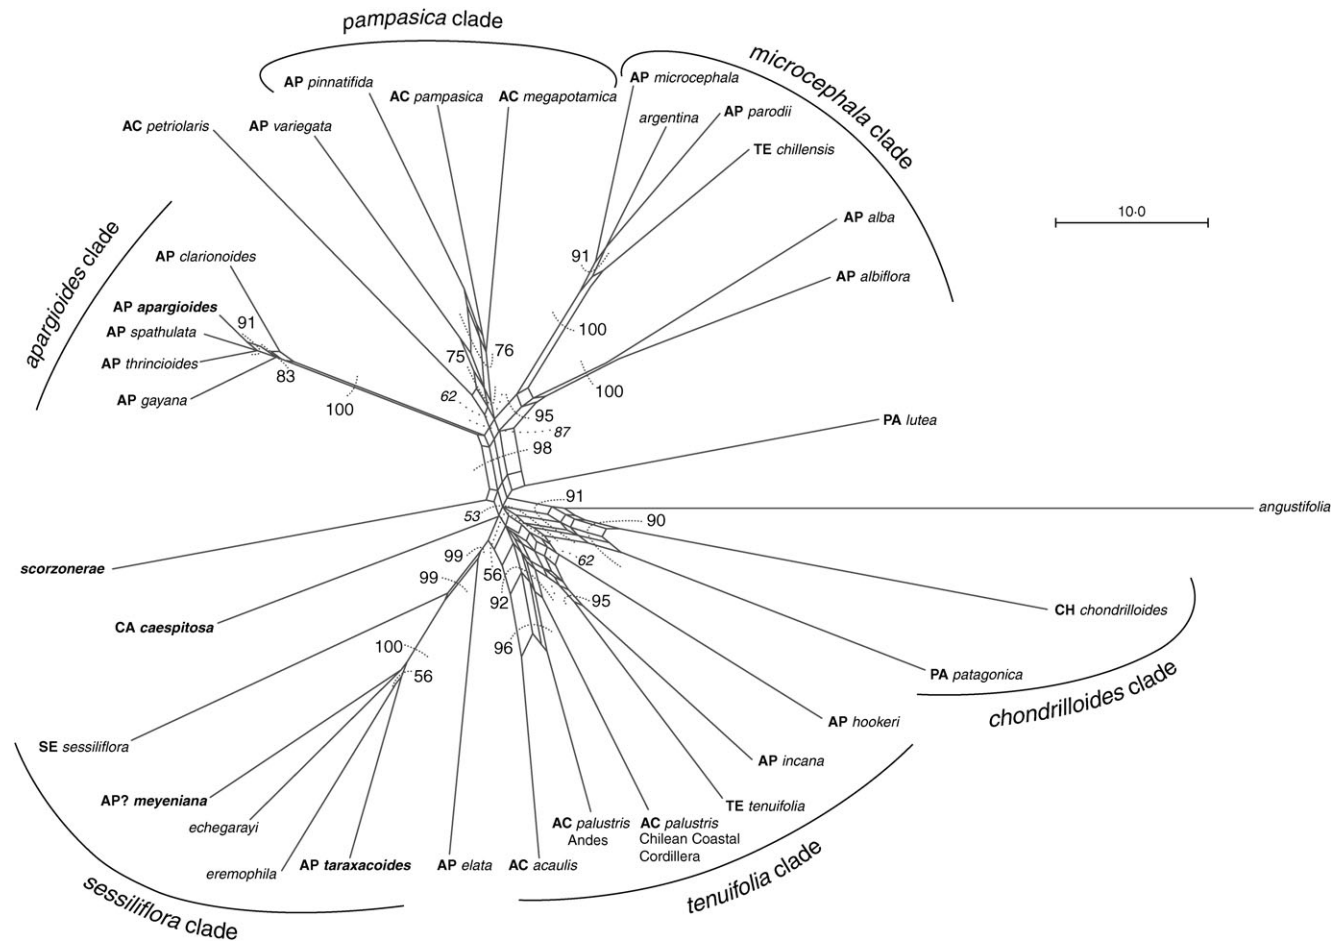 pampasica clade
microcephala clade
AP pinnatifida
AP microcephala
AC pampasica
AC megapotamica
AP parodii
argentina
AC petriolaris
AP variegata
TE chillensis
10·0
AP alba
apargioides clade
AP clarionoides
91
AP albiflora
AP apargioides
91
AP spathulata
100
75
76
AP thrincioides
83
100
AP gayana
100
62
95
87
PA lutea
98
91
angustifolia
53
90
99
62
scorzonerae
56
99
92
95
CH chondrilloides
CA caespitosa
96
100
56
PA patagonica
chondrilloides clade
AP hookeri
SE sessiliflora
AP incana
AP? meyeniana
TE tenuifolia
echegarayi
AC palustris
Andes
AC palustris
Chilean Coastal
Cordillera
eremophila
AP taraxacoides
AP elata
AC acaulis
tenuifolia clade
sessiliflora clade